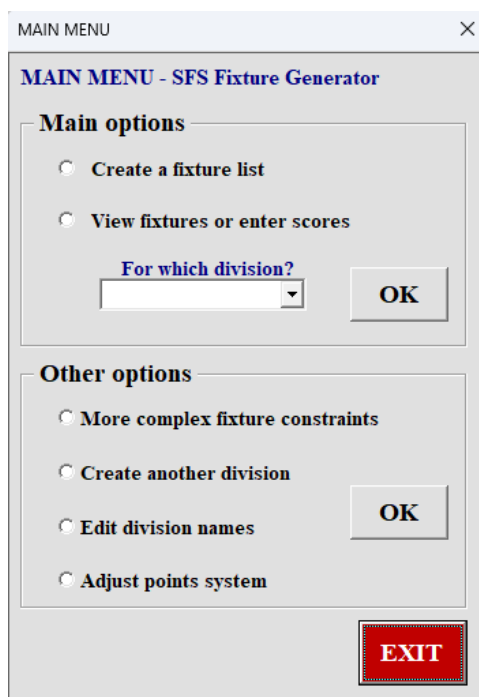 MAIN MENU
MAIN MENU - SFS Fixture Generator
Main options
Create a fixture list
View fixtures or enter scores
For which division?
OK
Other options
More complex fixture constraints
Create another division
OK
Edit division names
Adjust points system
EXIT